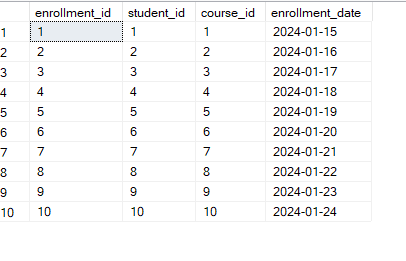 enrollment_id student_id course_id enrollment_date
1 1 1 1 2024-01-15
2 2 2 2 2024-01-16
3 3 3 3 2024-01-17
4 4 4 4 2024-01-18
5 5 5 5 2024-01-19
6 6 6 6 2024-01-20
7 7 7 7 2024-01-21
8 8 8 8 2024-01-22
9 9 9 9 2024-01-23
10 10 10 10 2024-01-24